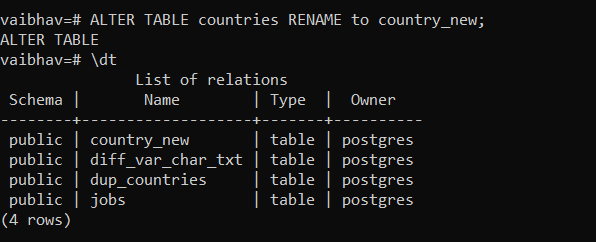 vaibhav=# ALTER TABLE countries RENAME to country_new;
ALTER TABLE
vaibhav=# \dt
               List of relations
 Schema |       Name        | Type  |  Owner
--------+-------------------+-------+----------
 public | country_new       | table | postgres
 public | diff_var_char_txt | table | postgres
 public | dup_countries     | table | postgres
 public | jobs              | table | postgres
(4 rows)